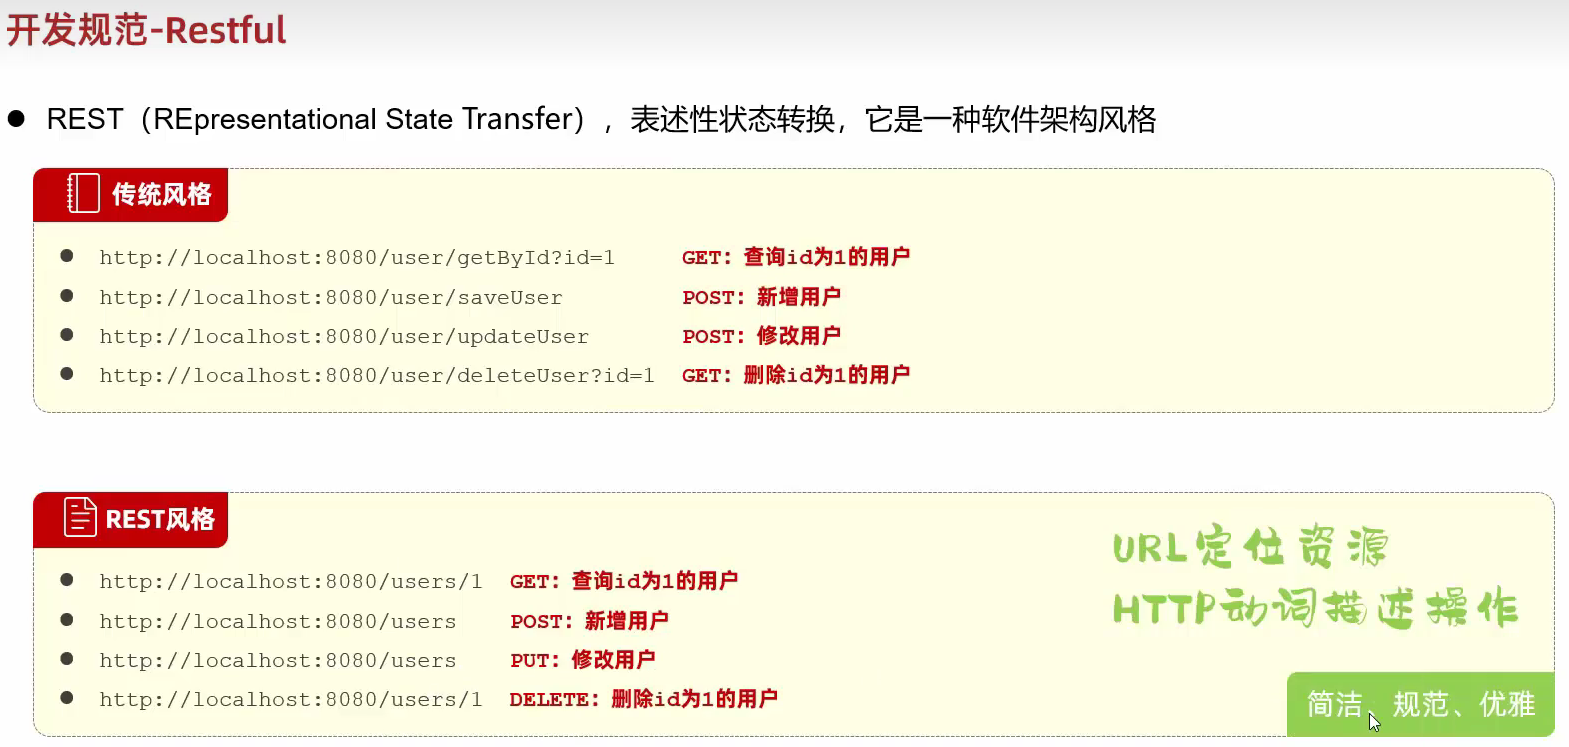 开发规范-Restful
● REST（REpresentational State Transfer），表述性状态转换，它是一种软件架构风格
传统风格
● http://localhost:8080/user/getById?id=1 GET：查询id为1的用户
● http://localhost:8080/user/saveUser POST：新增用户
● http://localhost:8080/user/updateUser POST：修改用户
● http://localhost:8080/user/deleteUser?id=1 GET：删除id为1的用户
REST风格
URL定位资源
HTTP动词描述操作
● http://localhost:8080/users/1 GET：查询id为1的用户
● http://localhost:8080/users POST：新增用户
● http://localhost:8080/users PUT：修改用户
● http://localhost:8080/users/1 DELETE：删除id为1的用户
简洁、规范、优雅